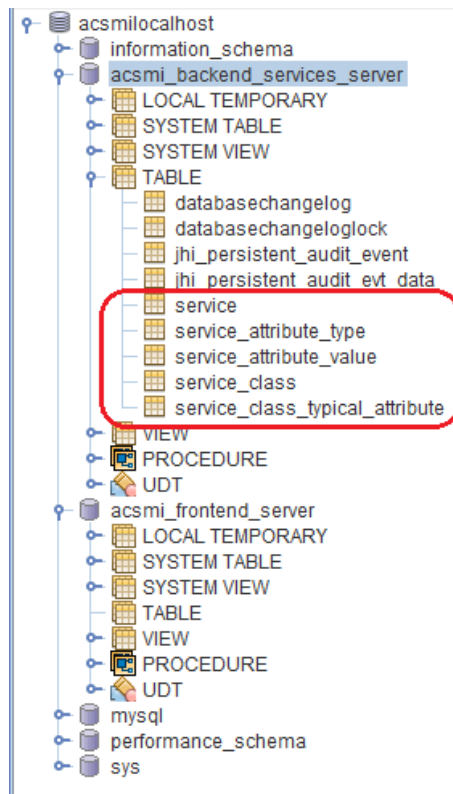 acsmilocalhost
information_schema
acsmi_backend_services_server
LOCAL TEMPORARY
SYSTEM TABLE
SYSTEM VIEW
TABLE
databasechangelog
databasechangeloglock
jhi_persistent_audit_event
jhi_persistent_audit_evt_data
service
service_attribute_type
service_attribute_value
service_class
service_class_typical_attribute
VIEW
PROCEDURE
UDT
acsmi_frontend_server
LOCAL TEMPORARY
SYSTEM TABLE
SYSTEM VIEW
TABLE
VIEW
PROCEDURE
UDT
mysql
performance_schema
sys